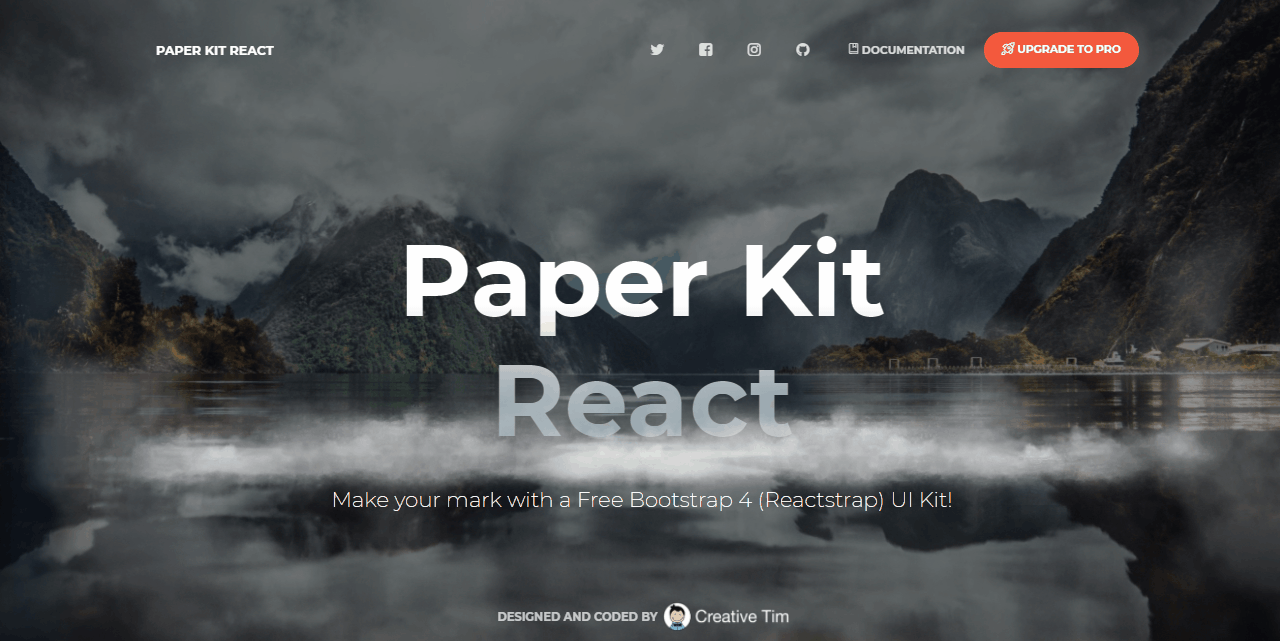 PAPER KIT REACT
DOCUMENTATION
UPGRADE TO PRO
Paper Kit
React
Make your mark with a Free Bootstrap 4 (Reactstrap) UI Kit!
DESIGNED AND CODED BY Creative Tim